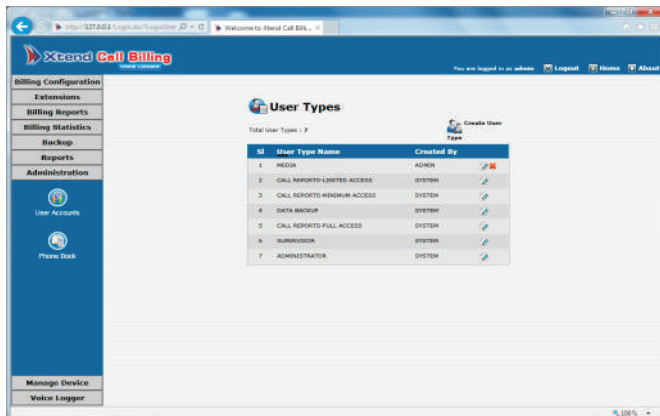 Welcome to Xtend Call Bill...
Xtend Call Billing
You are logged in as admin Logout Home About
Billing Configuration
Extensions
Billing Reports
Billing Statistics
Backup
Reports
Administration
User Accounts
Phone Book
Manage Device
Voice Logger
User Types
Total User Types : 7
Create User Type
Sl User Type Name Created By
1 MEDIA ADMIN
2 CALL REPORTS-LIMITED ACCESS SYSTEM
3 CALL REPORTS-MINIMUM ACCESS SYSTEM
4 DATA BACKUP SYSTEM
5 CALL REPORTS-FULL ACCESS SYSTEM
6 SUPERVISOR SYSTEM
7 ADMINISTRATOR SYSTEM
100%